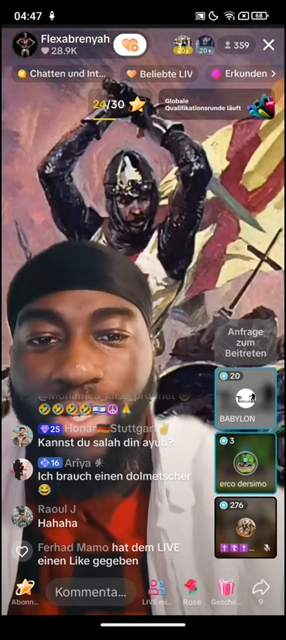 04:47
68
Flexabrenyah
28.9K
20+
20+
359
Chatten und Int...
Beliebte LIV
Erkunden
24/30
Globale
Qualifikationsrunde läuft
Anfrage
zum
Beitreten
20
BABYLON
3
erco dersimo
276
25 Honar Stuttgart
Kannst du salah din ayub?
16 Ariya
Ich brauch einen dolmetscher
Raoul J
Hahaha
Ferhad Mamo hat dem LIVE
einen Like gegeben
Abonn...
Kommenta...
LIVE mi...
Rose
Gesche...
9